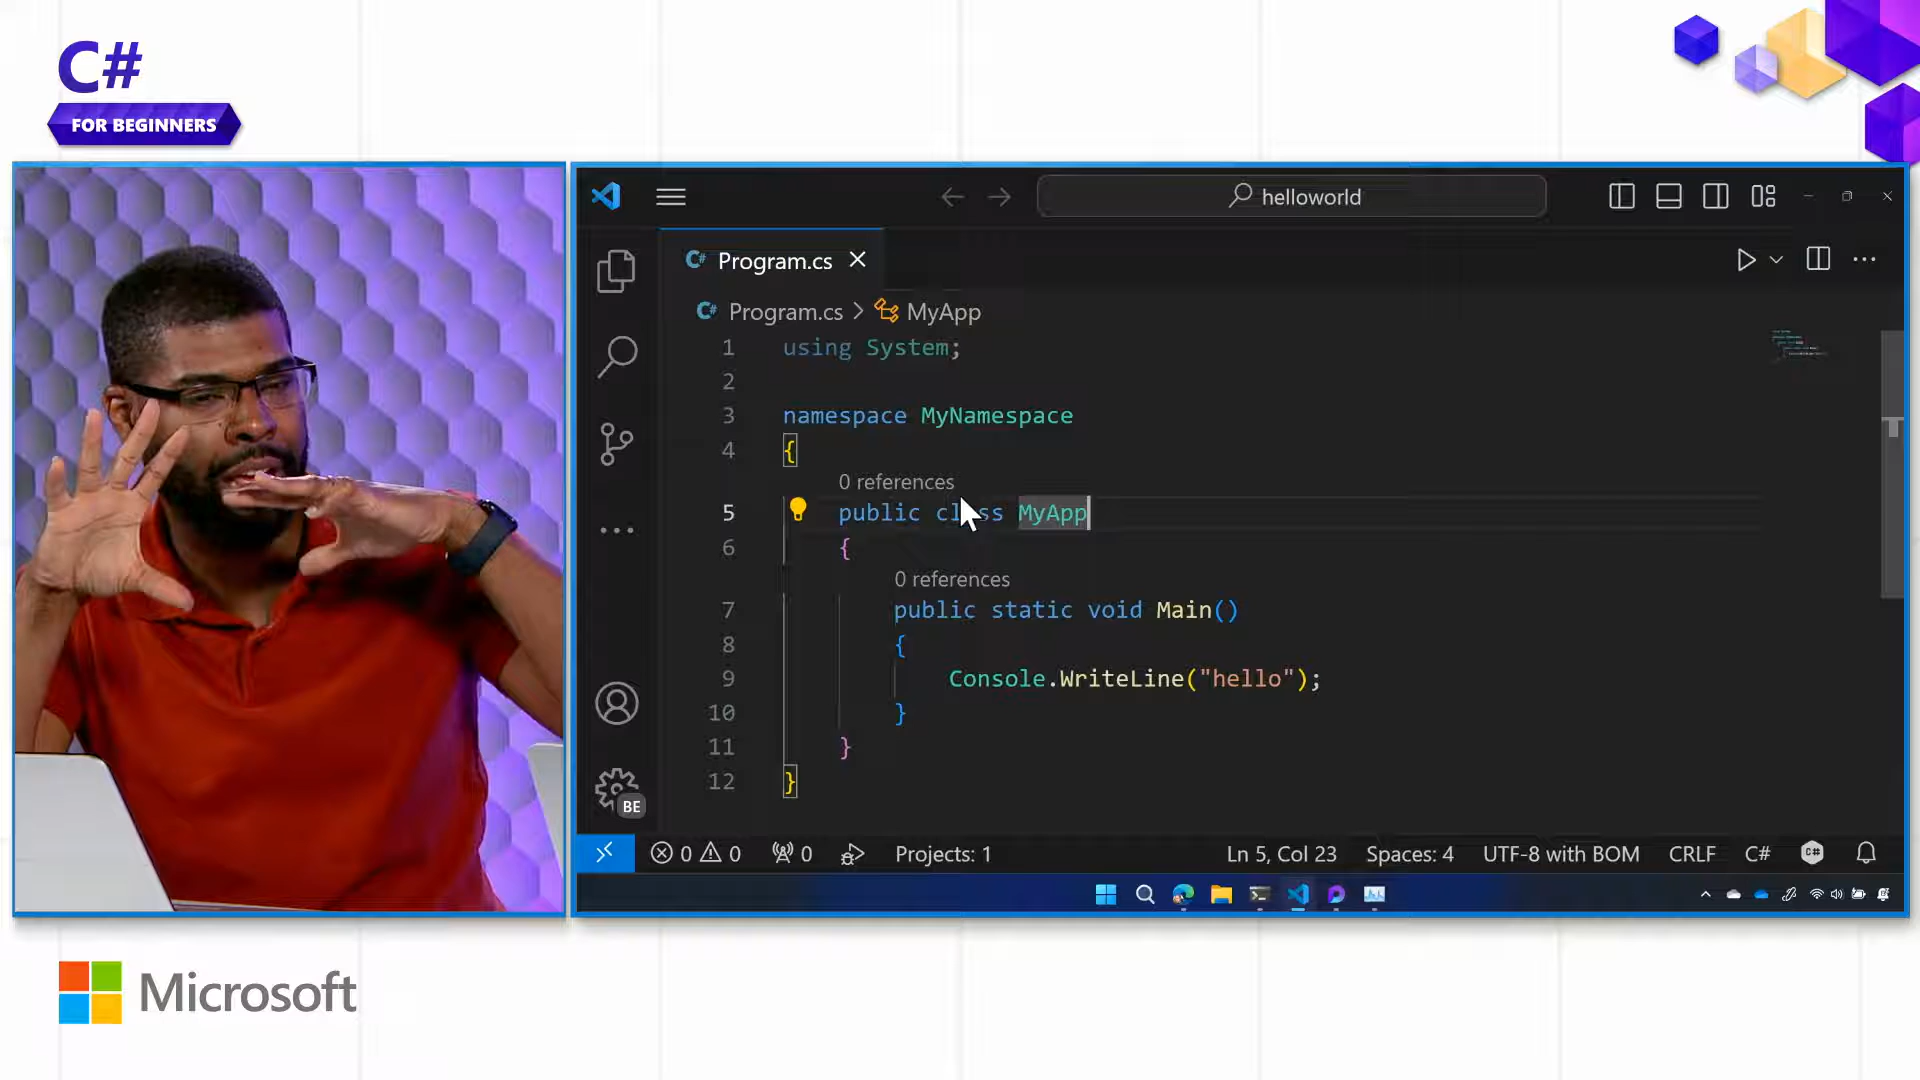 C#
FOR BEGINNERS
helloworld
C# Program.cs
C# Program.cs > MyApp
1 using System;
2
3 namespace MyNamespace
4 {
0 references
5 public class MyApp
6 {
0 references
7 public static void Main()
8 {
9 Console.WriteLine("hello");
10 }
11 }
12 }
BE
0 0 0 Projects: 1 Ln 5, Col 23 Spaces: 4 UTF-8 with BOM CRLF C# C#
Microsoft